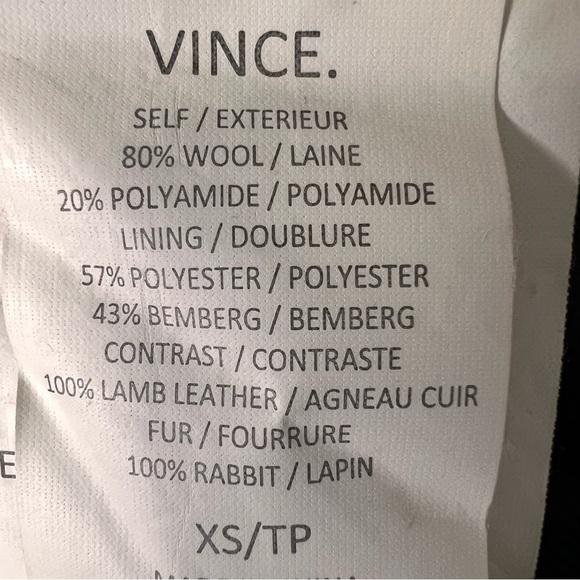 VINCE.
SELF / EXTERIEUR
80% WOOL / LAINE
20% POLYAMIDE / POLYAMIDE
LINING / DOUBLURE
57% POLYESTER / POLYESTER
43% BEMBERG / BEMBERG
CONTRAST / CONTRASTE
100% LAMB LEATHER / AGNEAU CUIR
FUR / FOURRURE
100% RABBIT / LAPIN
E
XS/TP